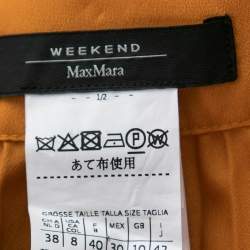 WEEKEND
MaxMara
- - 1/2 - -
あて布使用
GROSSE TAILLE TALLA SIZE TAGLIA
38 8 40 30 10 42